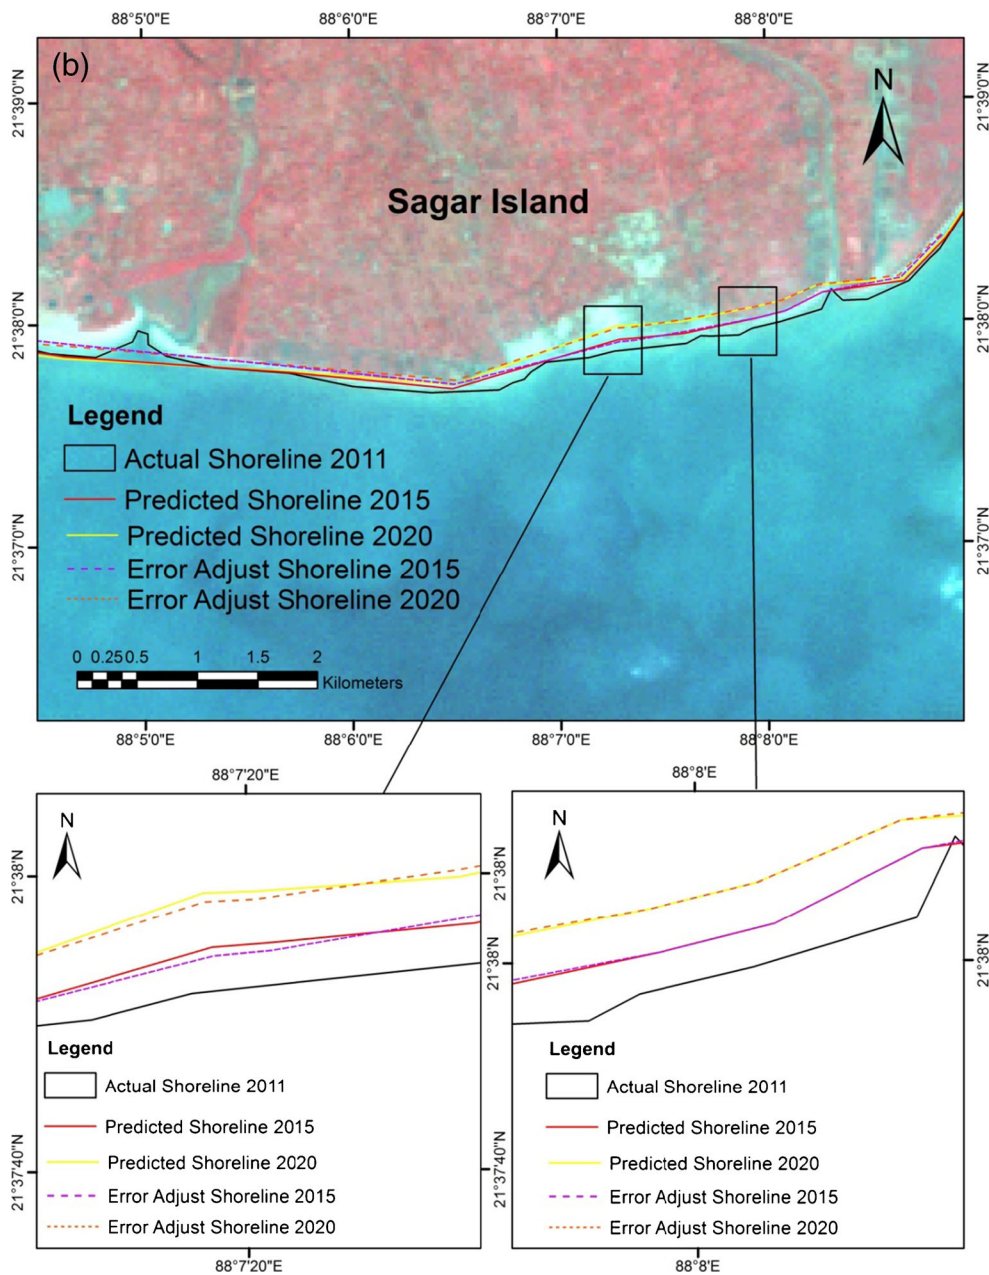 88°5'0"E 88°6'0"E 88°7'0"E 88°8'0"E
(b)
N
21°39'0"N
21°39'0"N
Sagar Island
21°38'0"N
21°38'0"N
Legend
Actual Shoreline 2011
Predicted Shoreline 2015
Predicted Shoreline 2020
Error Adjust Shoreline 2015
Error Adjust Shoreline 2020
21°37'0"N
21°37'0"N
0 0.25 0.5 1 1.5 2
Kilometers
88°5'0"E 88°6'0"E 88°7'0"E 88°8'0"E
88°7'20"E
N
21°38'N
21°38'N
21°38'N
Legend
Actual Shoreline 2011
Predicted Shoreline 2015
Predicted Shoreline 2020
Error Adjust Shoreline 2015
Error Adjust Shoreline 2020
21°37'40"N
21°37'40"N
88°7'20"E
88°8'E
N
21°38'N
Legend
Actual Shoreline 2011
Predicted Shoreline 2015
Predicted Shoreline 2020
Error Adjust Shoreline 2015
Error Adjust Shoreline 2020
88°8'E